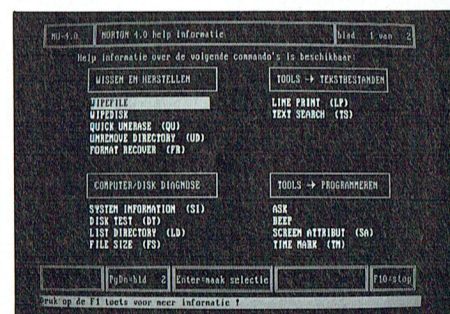 NU-4.0 NORTON 4.0 help informatie blad 1 van 2
Help informatie over de volgende commando's is beschikbaar:
WISSEN EN HERSTELLEN
WIPEFILE
WIPEDISK
QUICK UNERASE (QU)
UNREMOVE DIRECTORY (UD)
FORMAT RECOVER (FR)
TOOLS → TEKSTBESTANDEN
LINE PRINT (LP)
TEXT SEARCH (TS)
COMPUTER/DISK DIAGNOSE
SYSTEM INFORMATION (SI)
DISK TEST (DT)
LIST DIRECTORY (LD)
FILE SIZE (FS)
TOOLS → PROGRAMMEREN
ASK
BEEP
SCREEN ATTRIBUT (SA)
TIME MARK (TM)
PgDn=bld 2 Enter=maak selectie F10=stop
Druk op de F1 toets voor meer informatie !